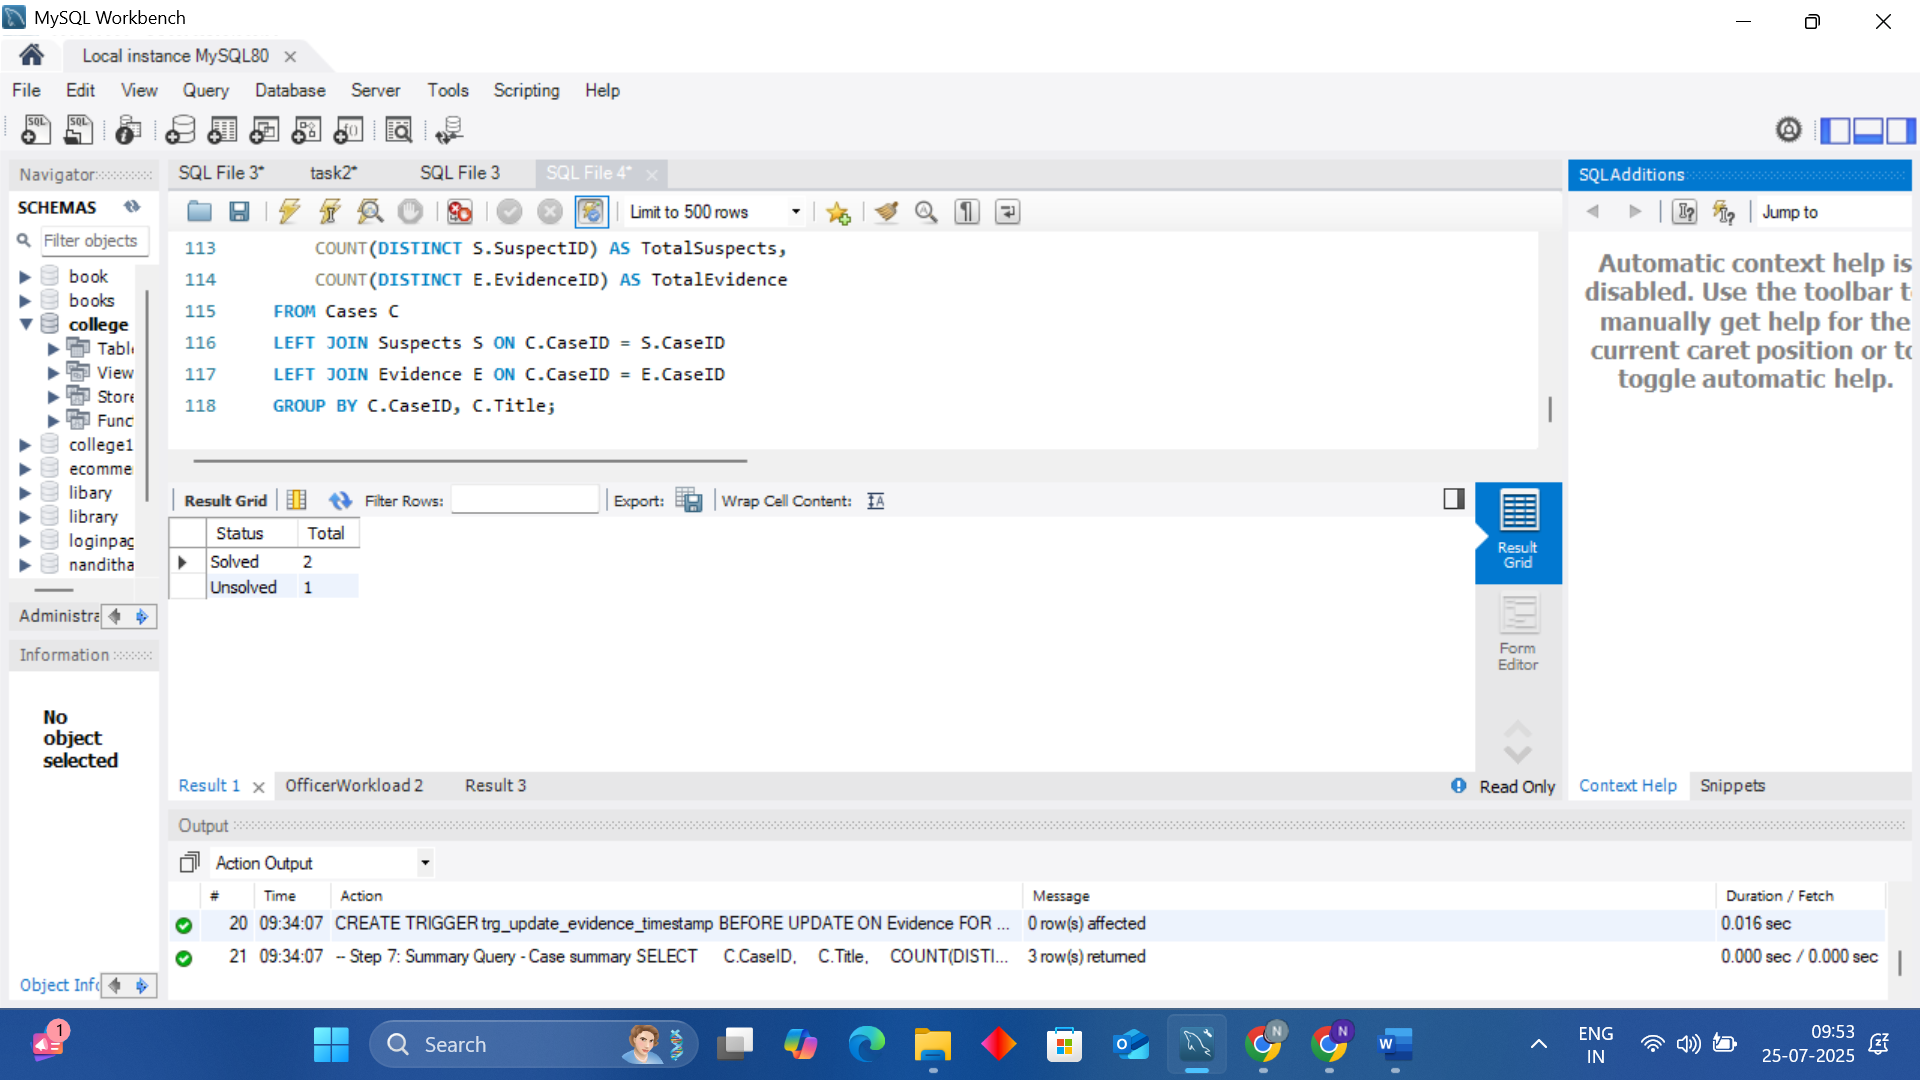 MySQL Workbench
Local instance MySQL80
File Edit View Query Database Server Tools Scripting Help
SQL SQL
Navigator
SCHEMAS
Filter objects
book
books
college
Tabl
View
Store
Func
college1
ecomme
libary
library
loginpag
nanditha
Administra
Information
No
object
selected
Object Info
SQL File 3* task2* SQL File 3 SQL File 4*
Limit to 500 rows
113 COUNT(DISTINCT S.SuspectID) AS TotalSuspects,
114 COUNT(DISTINCT E.EvidenceID) AS TotalEvidence
115 FROM Cases C
116 LEFT JOIN Suspects S ON C.CaseID = S.CaseID
117 LEFT JOIN Evidence E ON C.CaseID = E.CaseID
118 GROUP BY C.CaseID, C.Title;
Result Grid Filter Rows: Export: Wrap Cell Content:
Status Total
Solved 2
Unsolved 1
Result
Grid
Form
Editor
Result 1 OfficerWorkload 2 Result 3
Read Only
SQLAdditions
Jump to
Automatic context help is
disabled. Use the toolbar t
manually get help for the
current caret position or to
toggle automatic help.
Context Help Snippets
Output
Action Output
# Time Action Message Duration / Fetch
20 09:34:07 CREATE TRIGGER trg_update_evidence_timestamp BEFORE UPDATE ON Evidence FOR ... 0 row(s) affected 0.016 sec
21 09:34:07 -- Step 7: Summary Query - Case summary SELECT C.CaseID, C.Title, COUNT(DISTI... 3 row(s) returned 0.000 sec / 0.000 sec
1
Search
N
N
W
ENG
IN
09:53
25-07-2025